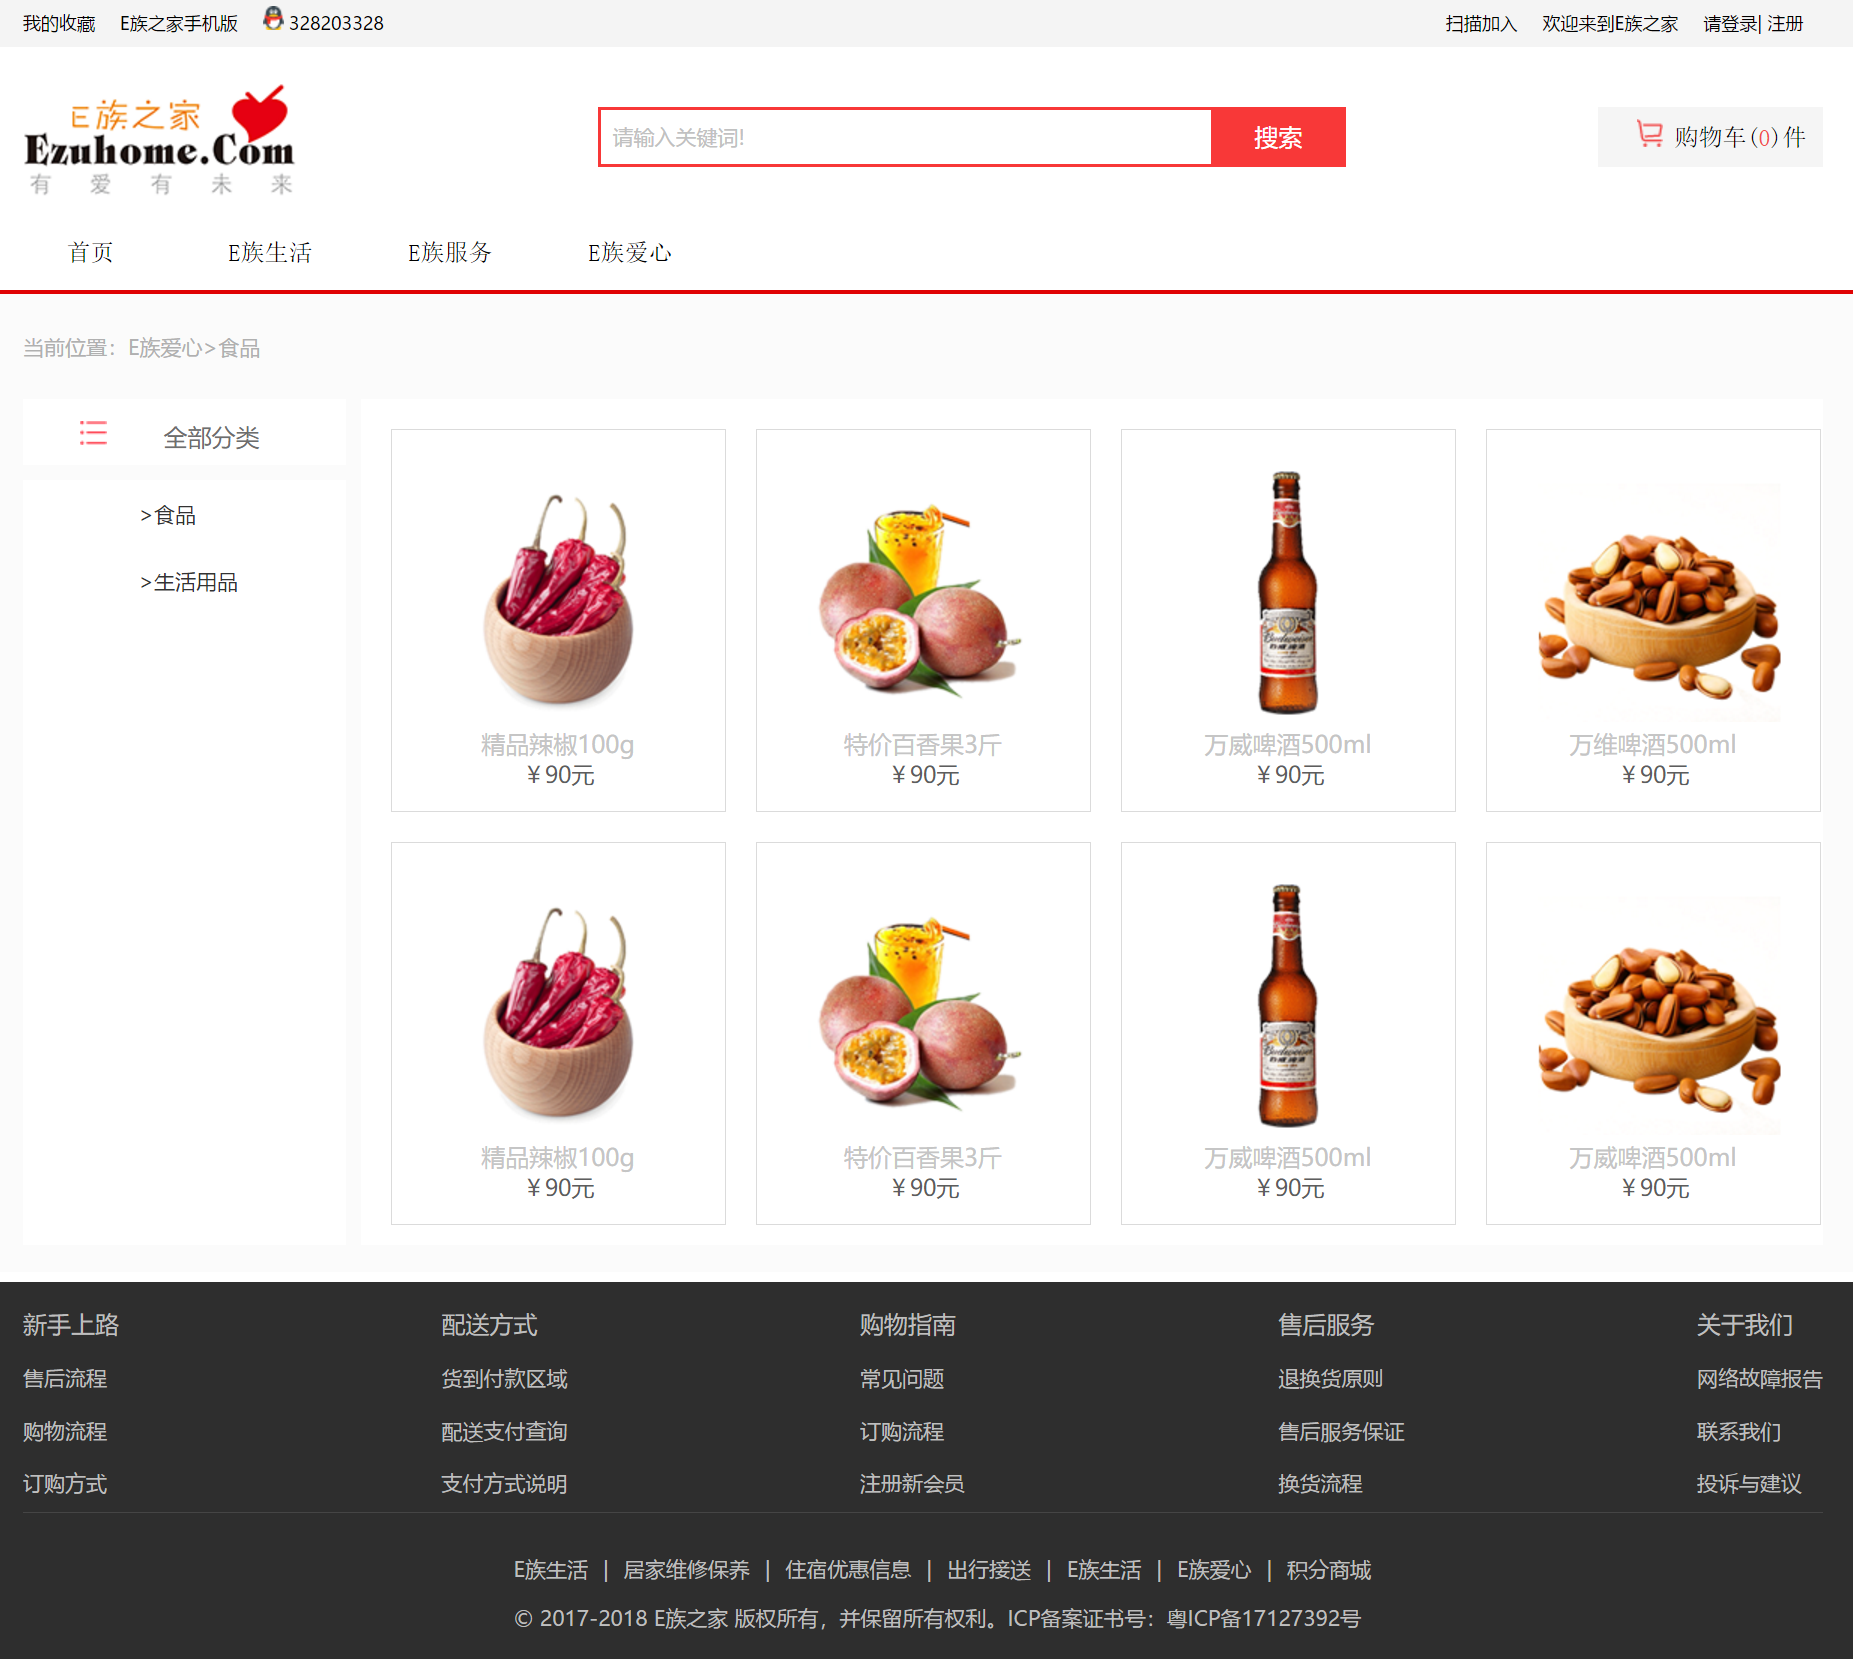 我的收藏 E族之家手机版 328203328 扫描加入 欢迎来到E族之家 请登录| 注册
E族之家
Ezuhome.Com
有爱有未来
请输入关键词! 搜索
购物车(0)件
首页 E族生活 E族服务 E族爱心
当前位置：E族爱心>食品
全部分类
>食品
>生活用品
Budweiser
精品辣椒100g 特价百香果3斤 万威啤酒500ml 万维啤酒500ml
￥90元 ￥90元 ￥90元 ￥90元
Budweiser
精品辣椒100g 特价百香果3斤 万威啤酒500ml 万威啤酒500ml
￥90元 ￥90元 ￥90元 ￥90元
新手上路 配送方式 购物指南 售后服务 关于我们
售后流程 货到付款区域 常见问题 退换货原则 网络故障报告
购物流程 配送支付查询 订购流程 售后服务保证 联系我们
订购方式 支付方式说明 注册新会员 换货流程 投诉与建议
E族生活 | 居家维修保养 | 住宿优惠信息 | 出行接送 | E族生活 | E族爱心 | 积分商城
© 2017-2018 E族之家 版权所有，并保留所有权利。ICP备案证书号：粤ICP备17127392号